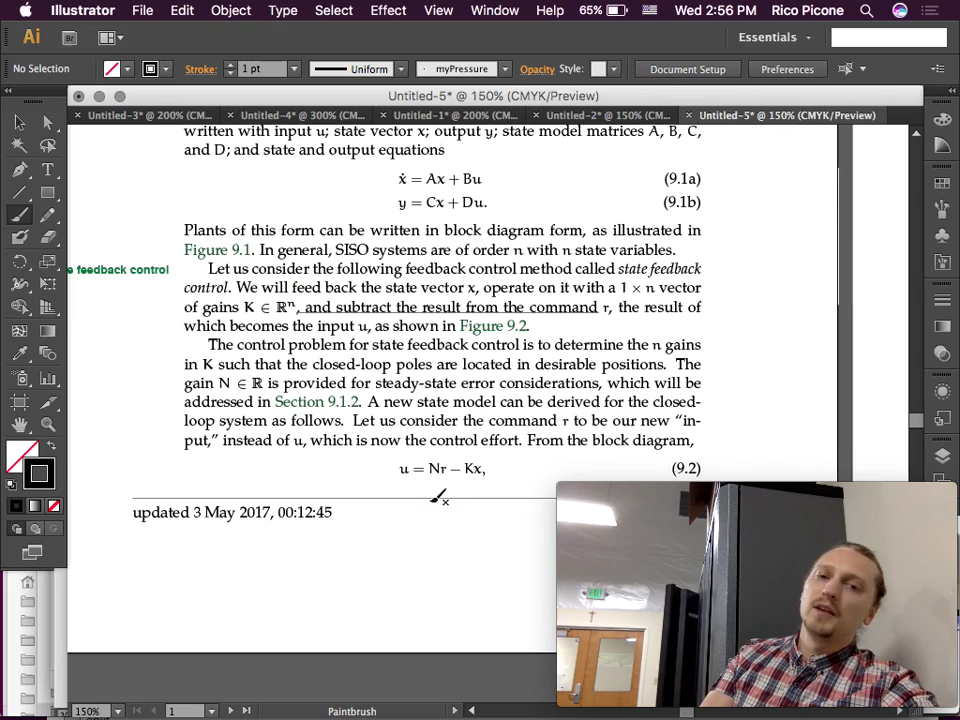 Illustrator File Edit Object Type Select Effect View Window Help 65% Wed 2:56 PM Rico Picone
Ai Br Essentials
No Selection Stroke: 1 pt Uniform myPressure Opacity Style: Document Setup Preferences
Untitled-5* @ 150% (CMYK/Preview)
Untitled-3* @ 200% (CM... Untitled-4* @ 300% (CM... Untitled-1* @ 200% (CM... Untitled-2* @ 150% (CM... Untitled-5* @ 150% (CMYK/Preview)
written with input u; state vector x; output y; state model matrices A, B, C,
and D; and state and output equations
ẋ = Ax + Bu (9.1a)
y = Cx + Du. (9.1b)
Plants of this form can be written in block diagram form, as illustrated in
Figure 9.1. In general, SISO systems are of order n with n state variables.
e feedback control Let us consider the following feedback control method called state feedback
control. We will feed back the state vector x, operate on it with a 1 × n vector
of gains K ∈ ℝⁿ, and subtract the result from the command r, the result of
which becomes the input u, as shown in Figure 9.2.
The control problem for state feedback control is to determine the n gains
in K such that the closed-loop poles are located in desirable positions. The
gain N ∈ ℝ is provided for steady-state error considerations, which will be
addressed in Section 9.1.2. A new state model can be derived for the closed-
loop system as follows. Let us consider the command r to be our new “in-
put,” instead of u, which is now the control effort. From the block diagram,
u = Nr − Kx, (9.2)
updated 3 May 2017, 00:12:45
EXIT
150% 1 Paintbrush